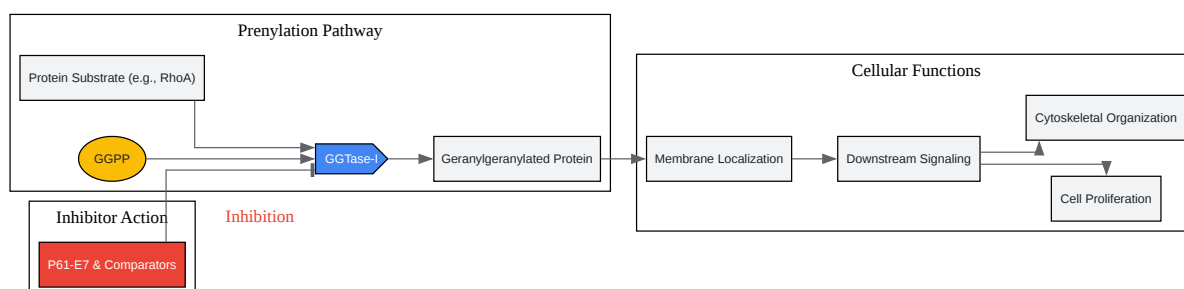 Prenylation Pathway
Protein Substrate (e.g., RhoA)
GGPP
GGTase-I
Geranylgeranylated Protein
Cellular Functions
Membrane Localization
Downstream Signaling
Cytoskeletal Organization
Cell Proliferation
Inhibitor Action
Inhibition
P61-E7 & Comparators